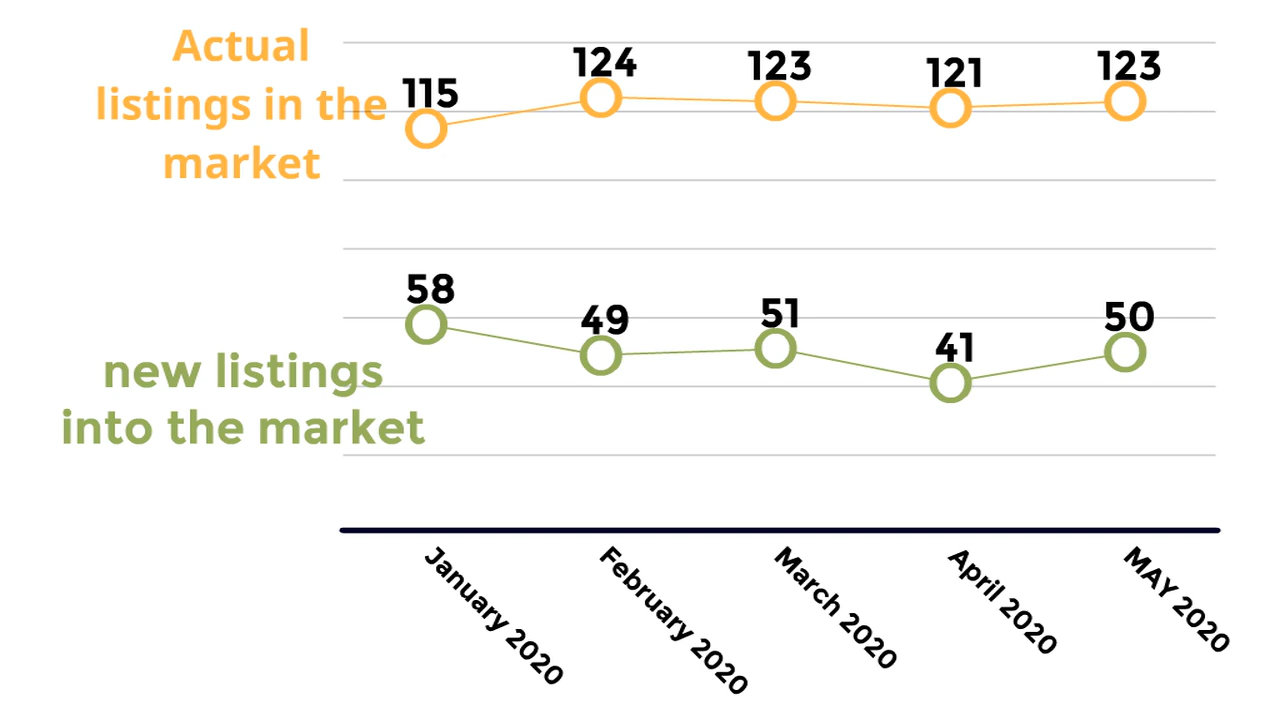 Actual
listings in the
market
115
124
123
121
123
58
49
51
41
50
new listings
into the market
January 2020
February 2020
March 2020
April 2020
MAY 2020